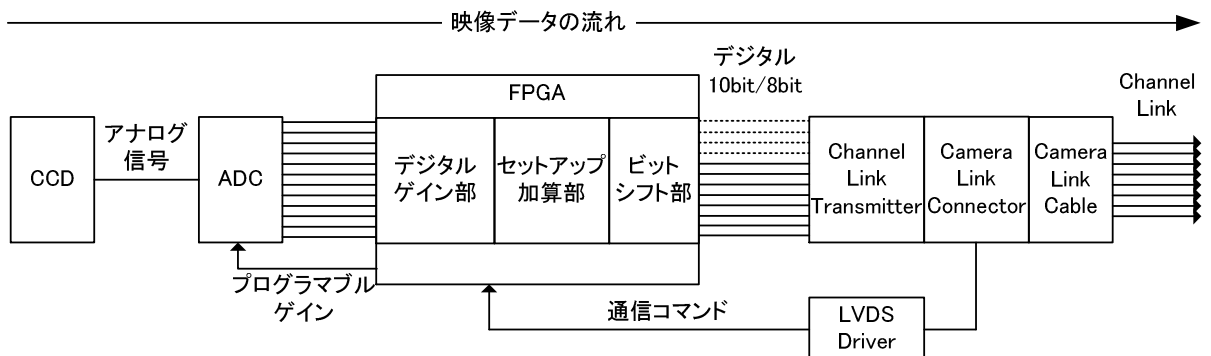 映像データの流れ
デジタル
10bit/8bit
Channel
Link
FPGA
アナログ
信号
CCD
ADC
デジタル
ゲイン部
セットアップ
加算部
ビット
シフト部
Channel
Link
Transmitter
Camera
Link
Connector
Camera
Link
Cable
プログラマブル
ゲイン
通信コマンド
LVDS
Driver